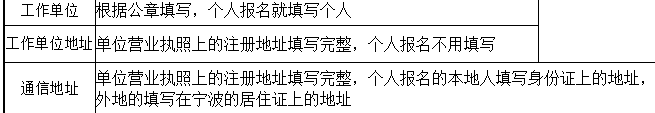 工作单位 根据公章填写，个人报名就填写个人
工作单位地址 单位营业执照上的注册地址填写完整，个人报名不用填写
通信地址 单位营业执照上的注册地址填写完整，个人报名的本地人填写身份证上的地址，
外地的填写在宁波的居住证上的地址